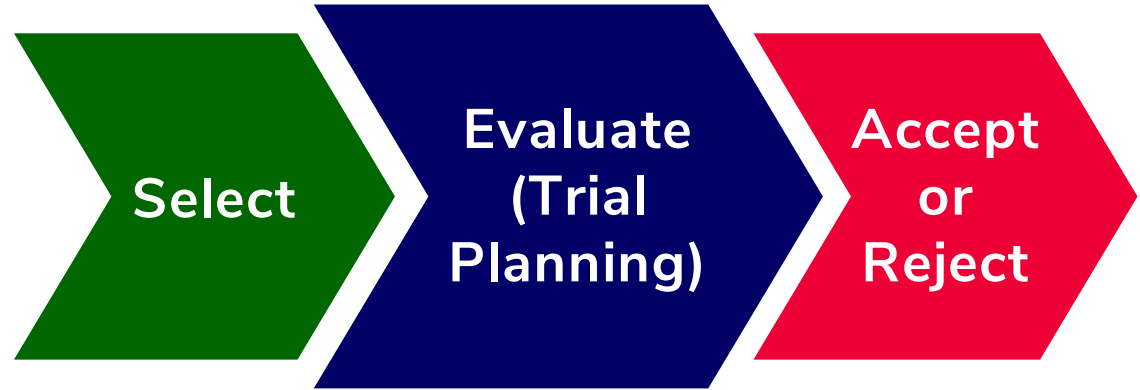 Select
Evaluate
(Trial
Planning)
Accept
or
Reject